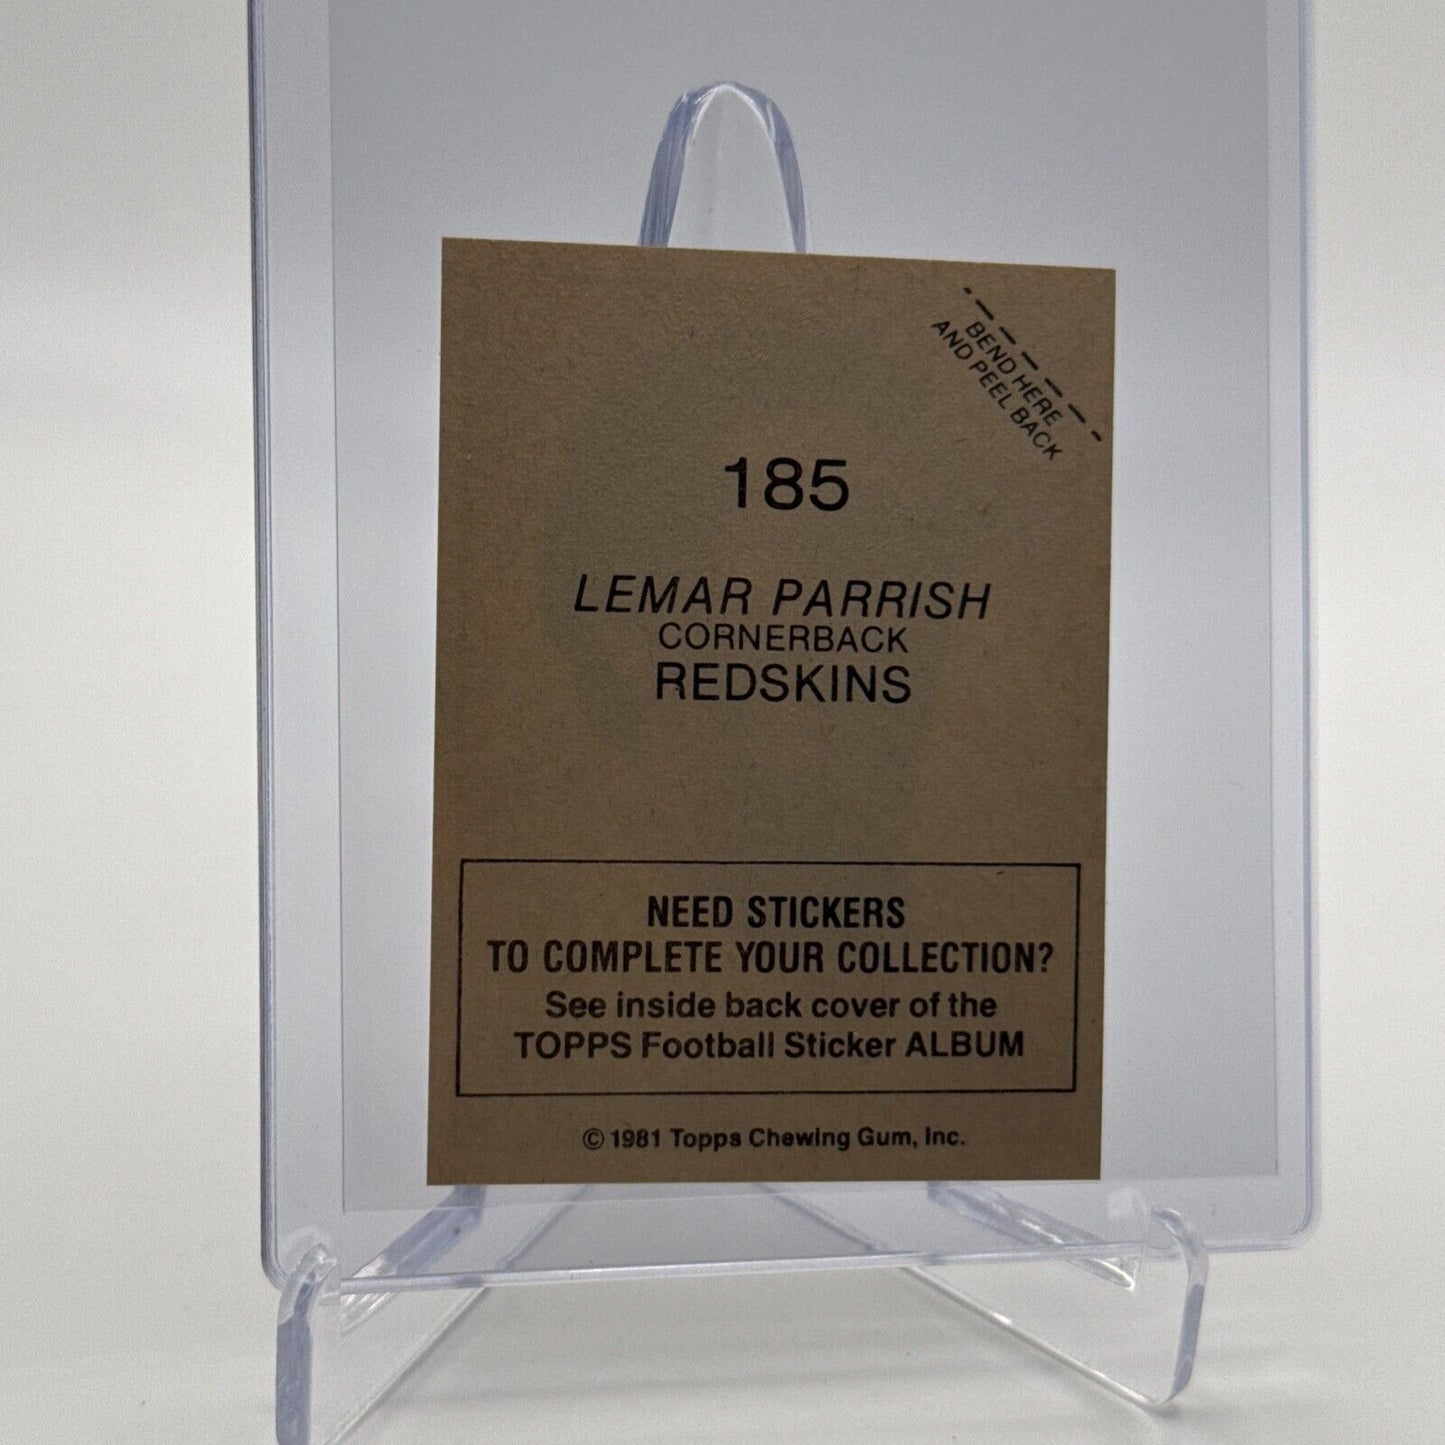 BEND HERE
AND PEEL BACK
185
LEMAR PARRISH
CORNERBACK
REDSKINS
NEED STICKERS
TO COMPLETE YOUR COLLECTION?
See inside back cover of the
TOPPS Football Sticker ALBUM
© 1981 Topps Chewing Gum, Inc.